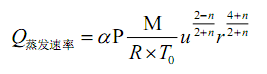 Q蒸发速率 = αP M/(R×T₀) u^((2-n)/(2+n)) r^((4+n)/(2+n))